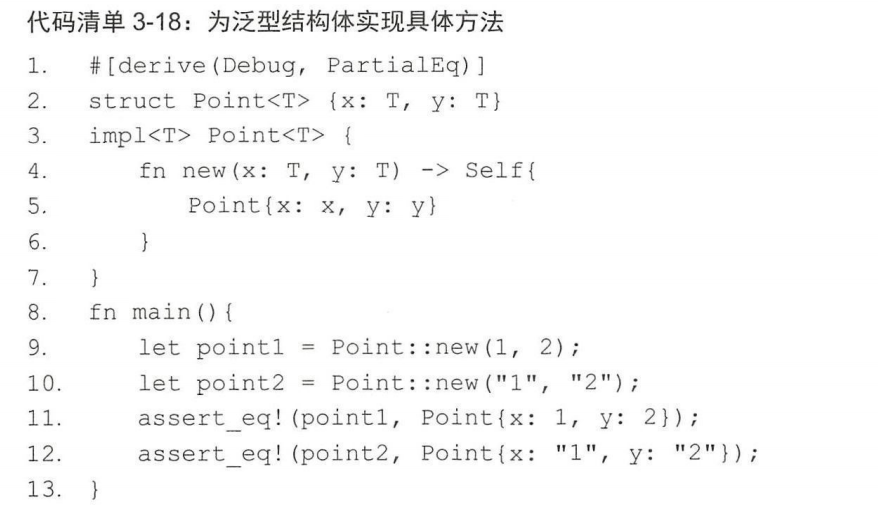 代码清单 3-18：为泛型结构体实现具体方法
1. #[derive(Debug, PartialEq)]
2. struct Point<T> {x: T, y: T}
3. impl<T> Point<T> {
4.     fn new(x: T, y: T) -> Self{
5.         Point{x: x, y: y}
6.     }
7. }
8. fn main(){
9.     let point1 = Point::new(1, 2);
10.     let point2 = Point::new("1", "2");
11.     assert_eq!(point1, Point{x: 1, y: 2});
12.     assert_eq!(point2, Point{x: "1", y: "2"});
13. }